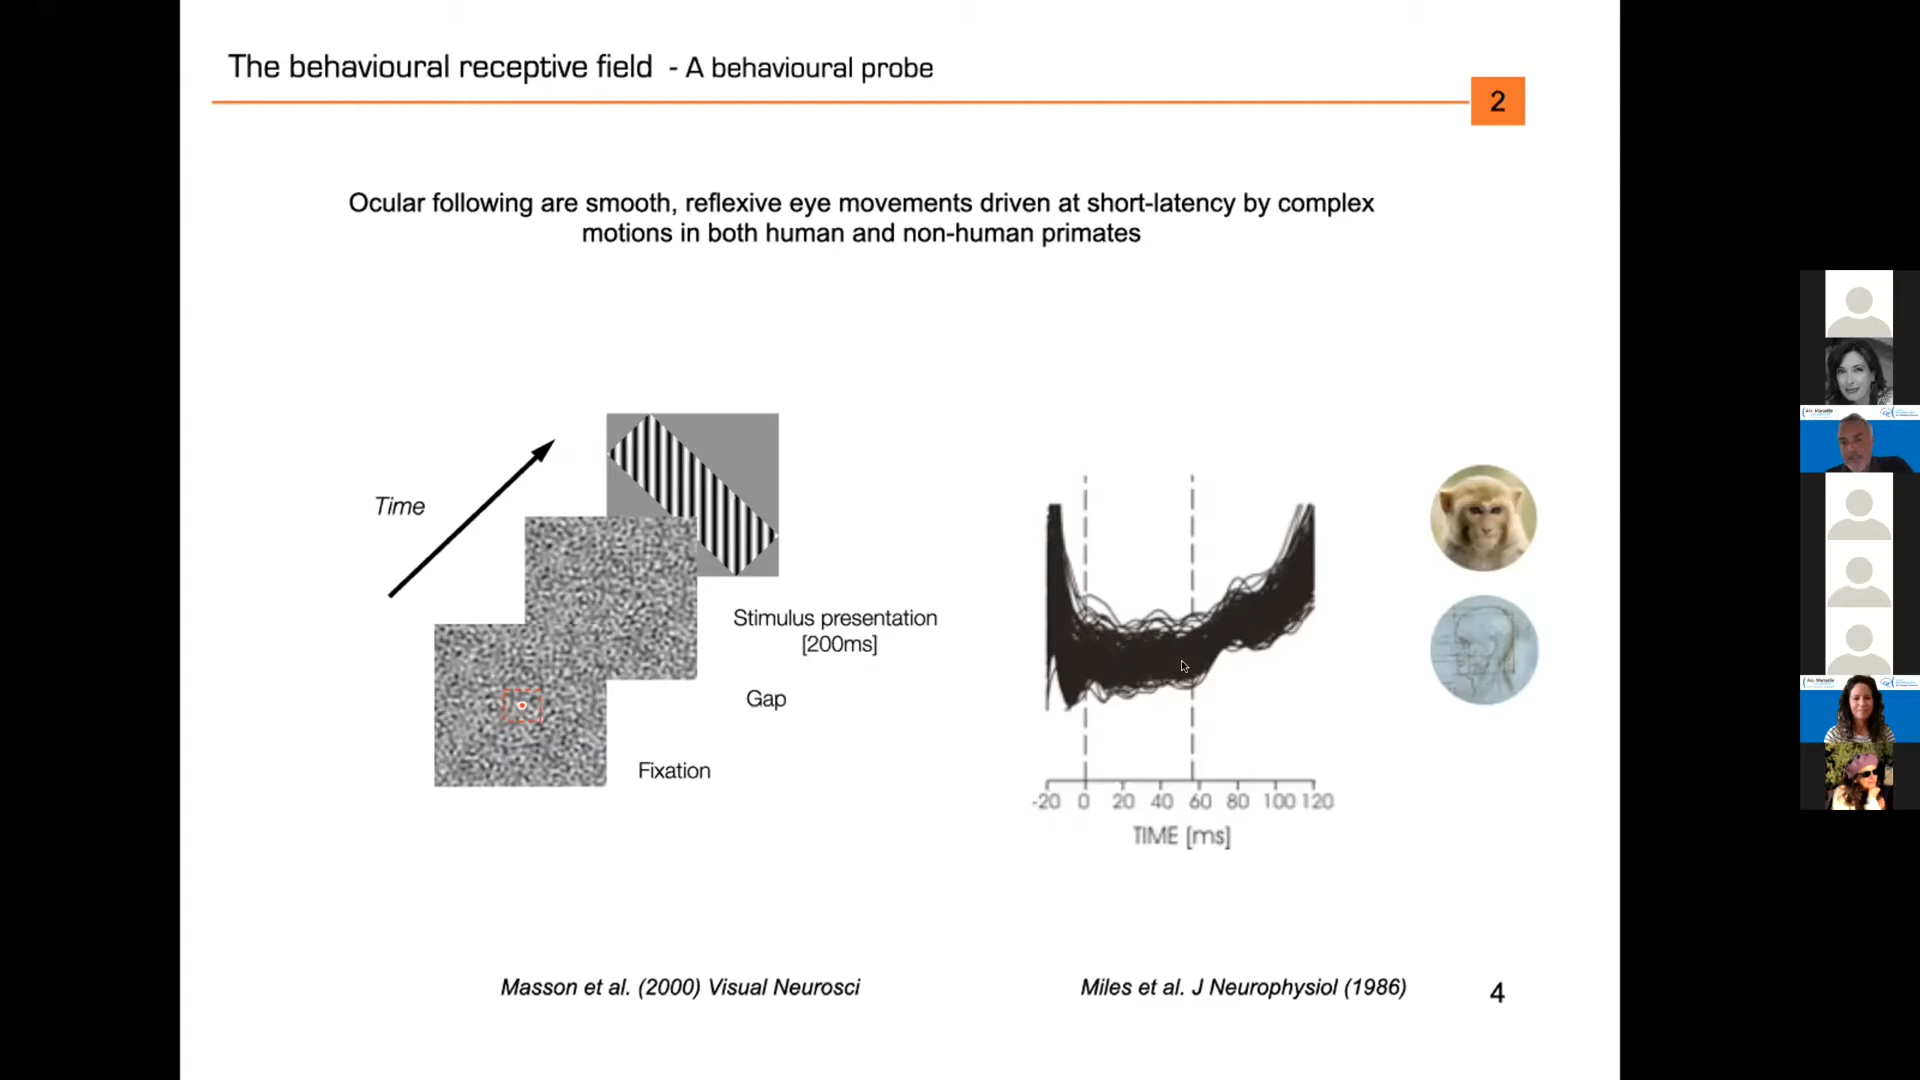 The behavioural receptive field - A behavioural probe
2
Ocular following are smooth, reflexive eye movements driven at short-latency by complex
motions in both human and non-human primates
Time
Stimulus presentation
[200ms]
Gap
Fixation
-20 0 20 40 60 80 100 120
TIME [ms]
Masson et al. (2000) Visual Neurosci
Miles et al. J Neurophysiol (1986)
4